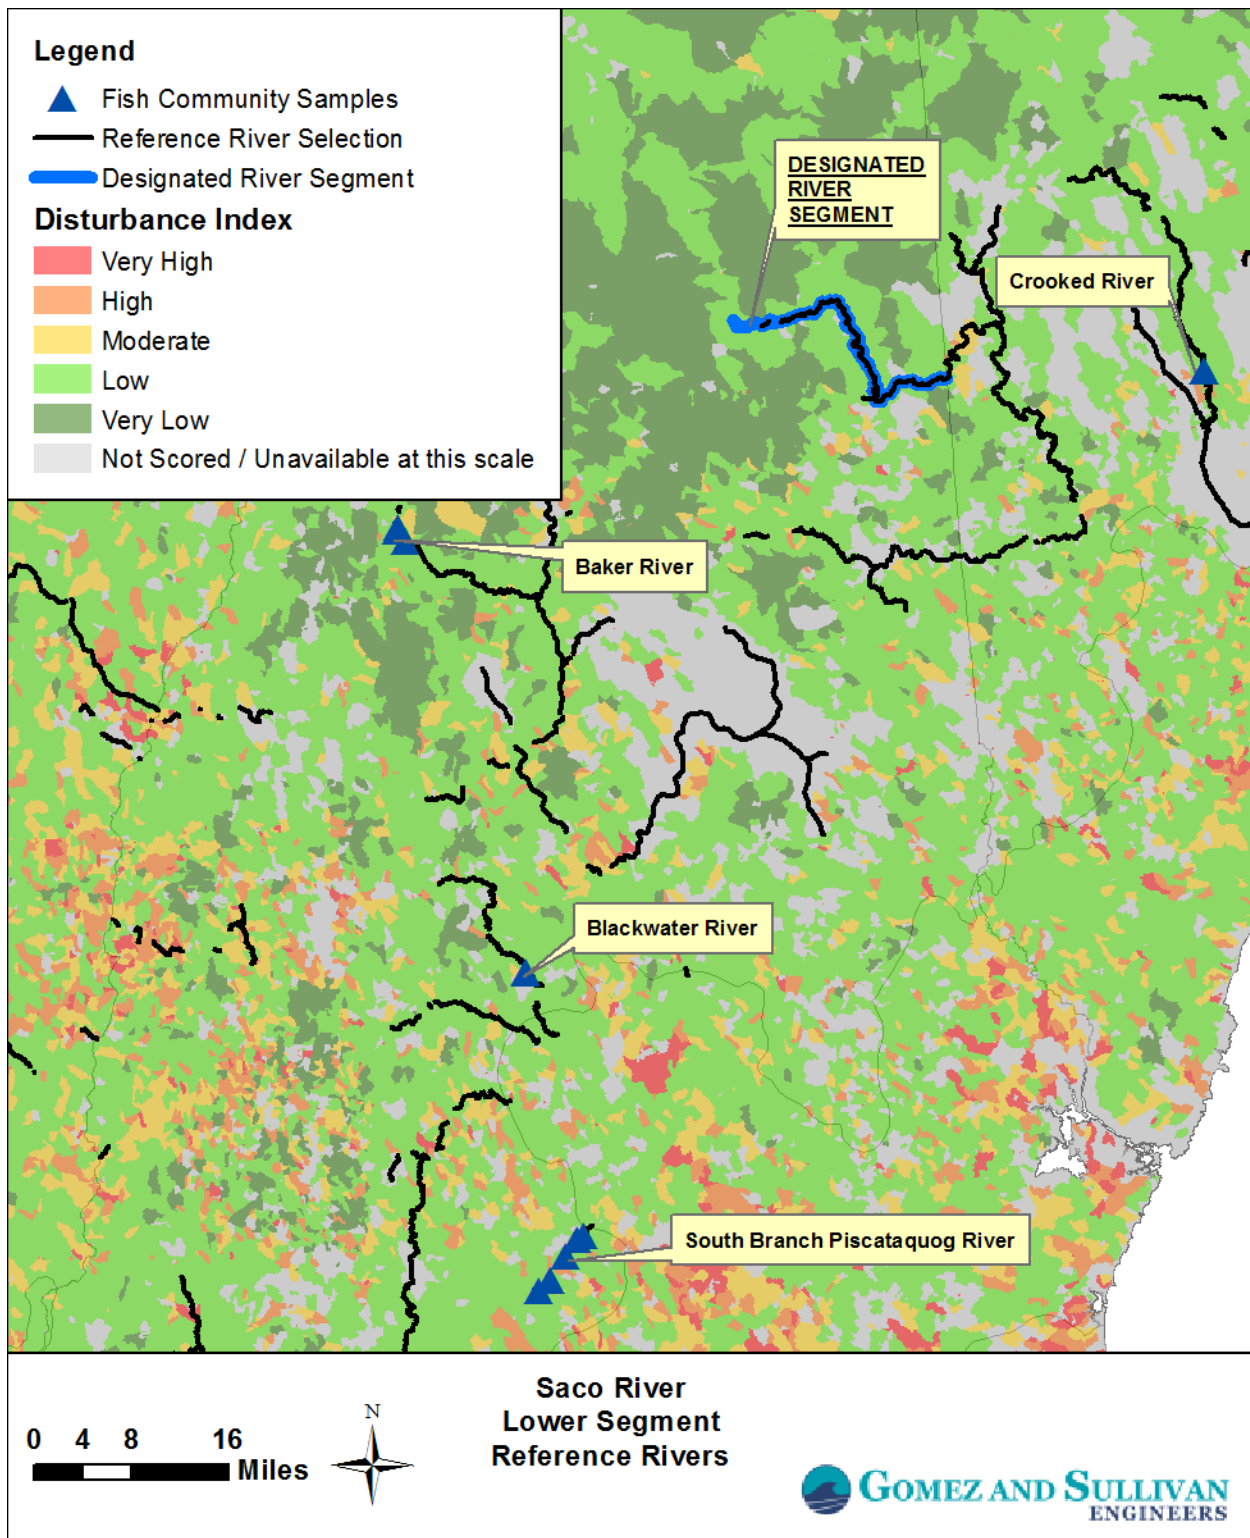 Legend
Fish Community Samples
Reference River Selection
Designated River Segment
Disturbance Index
Very High
High
Moderate
Low
Very Low
Not Scored / Unavailable at this scale
DESIGNATED
RIVER
SEGMENT
Crooked River
Baker River
Blackwater River
South Branch Piscataquog River
Saco River
Lower Segment
Reference Rivers
0 4 8 16
Miles
N
GOMEZ AND SULLIVAN
ENGINEERS